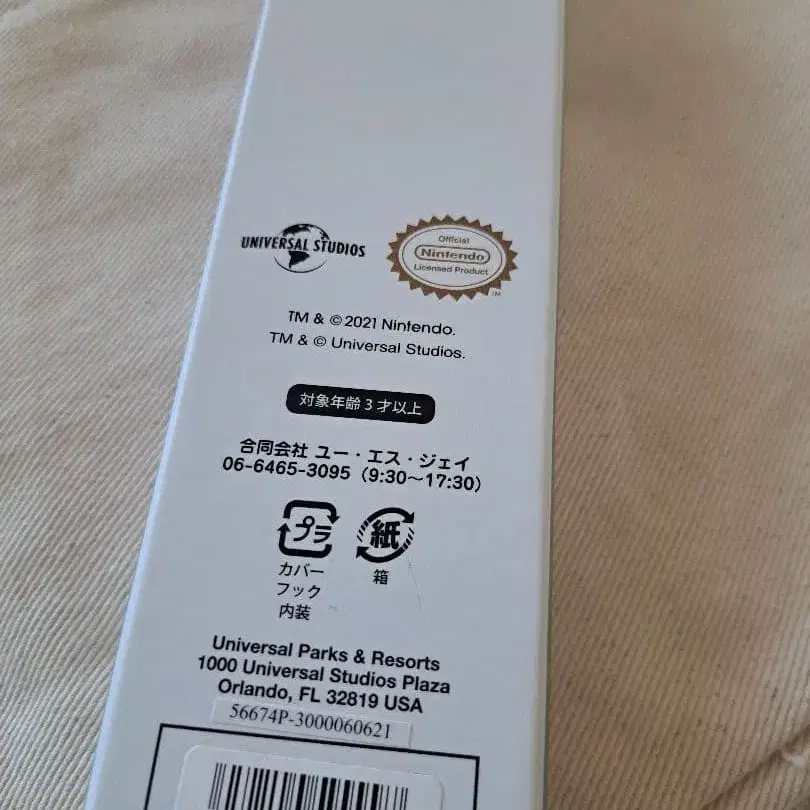 UNIVERSAL STUDIOS
Official
Nintendo
Licensed Product
TM
TM & © 2021 Nintendo.
TM & © Universal Studios.
対象年齢3才以上
合同会社 ユー・エス・ジェイ
06-6465-3095（9:30〜17:30）
プラ
紙
カバー
フック
内装
箱
Universal Parks & Resorts
1000 Universal Studios Plaza
Orlando, FL 32819 USA
56674P-3000060621